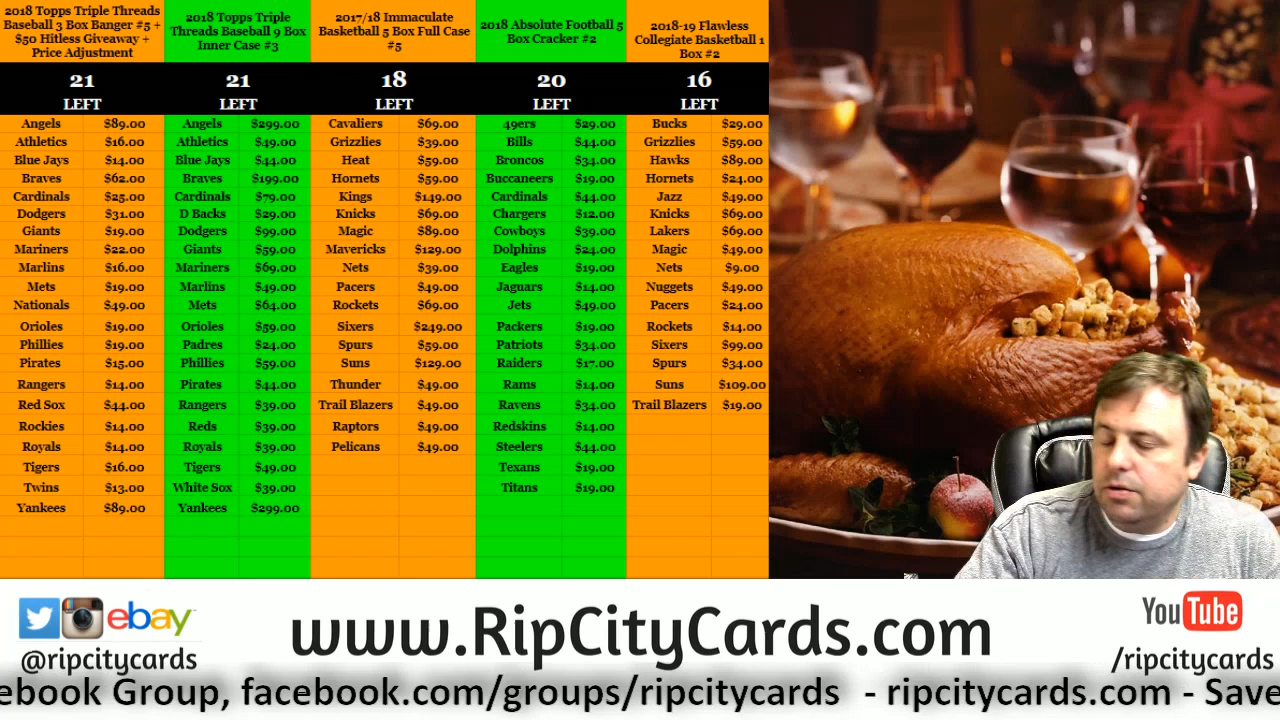 2018 Topps Triple Threads
Baseball 3 Box Banger #5 +
$50 Hitless Giveaway +
Price Adjustment
21
LEFT
Angels $89.00
Athletics $16.00
Blue Jays $14.00
Braves $62.00
Cardinals $25.00
Dodgers $31.00
Giants $19.00
Mariners $22.00
Marlins $16.00
Mets $19.00
Nationals $49.00
Orioles $19.00
Phillies $19.00
Pirates $15.00
Rangers $14.00
Red Sox $44.00
Rockies $14.00
Royals $14.00
Tigers $16.00
Twins $13.00
Yankees $89.00
2018 Topps Triple
Threads Baseball 9 Box
Inner Case #3
21
LEFT
Angels $299.00
Athletics $49.00
Blue Jays $44.00
Braves $199.00
Cardinals $79.00
D Backs $29.00
Dodgers $99.00
Giants $59.00
Mariners $69.00
Marlins $49.00
Mets $64.00
Orioles $59.00
Padres $24.00
Phillies $59.00
Pirates $44.00
Rangers $39.00
Reds $39.00
Royals $39.00
Tigers $49.00
White Sox $39.00
Yankees $299.00
2017/18 Immaculate
Basketball 5 Box Full Case
#5
18
LEFT
Cavaliers $69.00
Grizzlies $39.00
Heat $59.00
Hornets $59.00
Kings $149.00
Knicks $69.00
Magic $89.00
Mavericks $129.00
Nets $39.00
Pacers $49.00
Rockets $69.00
Sixers $249.00
Spurs $59.00
Suns $129.00
Thunder $49.00
Trail Blazers $49.00
Raptors $49.00
Pelicans $49.00
2018 Absolute Football 5
Box Cracker #2
20
LEFT
49ers $29.00
Bills $44.00
Broncos $34.00
Buccaneers $19.00
Cardinals $44.00
Chargers $12.00
Cowboys $39.00
Dolphins $24.00
Eagles $19.00
Jaguars $14.00
Jets $49.00
Packers $19.00
Patriots $34.00
Raiders $17.00
Rams $14.00
Ravens $34.00
Redskins $14.00
Steelers $44.00
Texans $19.00
Titans $19.00
2018-19 Flawless
Collegiate Basketball 1
Box #2
16
LEFT
Bucks $29.00
Grizzlies $59.00
Hawks $89.00
Hornets $24.00
Jazz $49.00
Knicks $69.00
Lakers $69.00
Magic $49.00
Nets $9.00
Nuggets $49.00
Pacers $24.00
Rockets $14.00
Sixers $99.00
Spurs $34.00
Suns $109.00
Trail Blazers $19.00
ebay
@ripcitycards
www.RipCityCards.com
YouTube
/ripcitycards
ebook Group, facebook.com/groups/ripcitycards - ripcitycards.com - Save